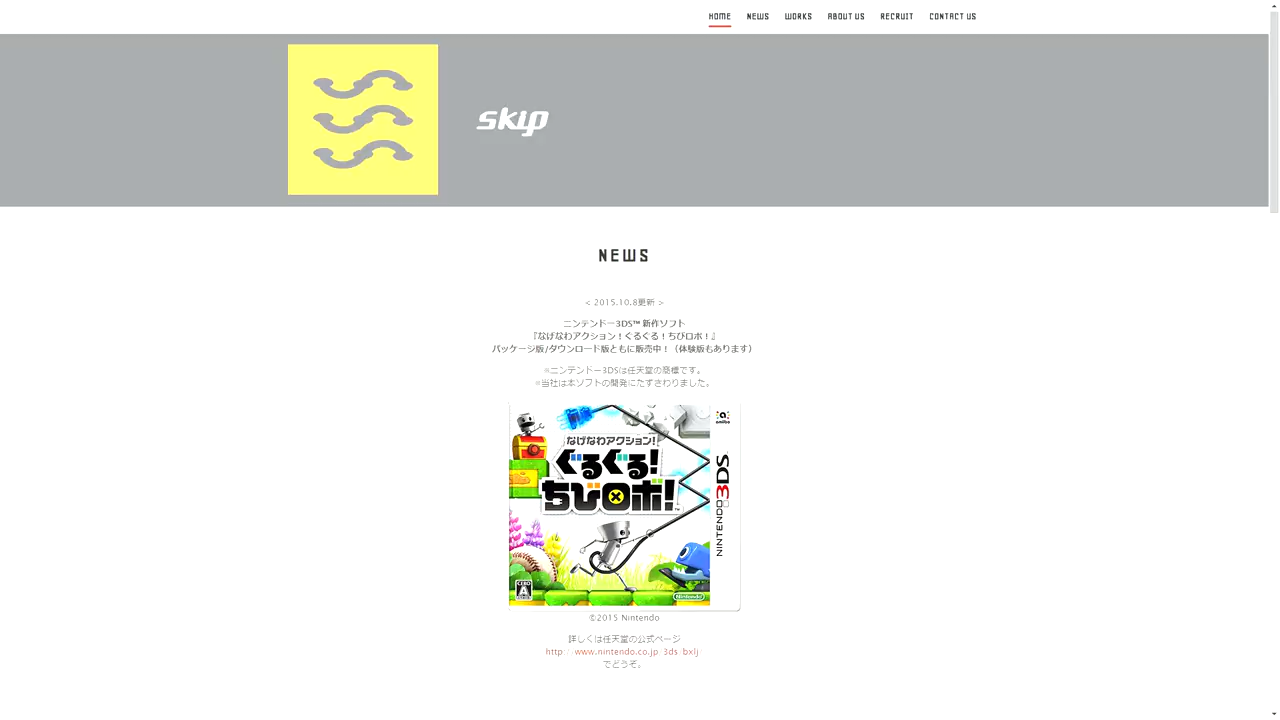 HOME NEWS WORKS ABOUT US RECRUIT CONTACT US
skip
NEWS
< 2015.10.8更新 >
ニンテンドー3DS™ 新作ソフト
『なげなわアクション！ぐるぐる！ちびロボ！』
パッケージ版/ダウンロード版ともに販売中！（体験版もあります）
※ニンテンドー3DSは任天堂の商標です。
※当社は本ソフトの開発にたずさわりました。
amiibo
なげなわアクション!
ぐるぐる!
ちびロボ!™
NINTENDO 3DS
CERO
A
Nintendo
©2015 Nintendo
詳しくは任天堂の公式ページ
http://www.nintendo.co.jp/3ds/bxlj/
でどうぞ。